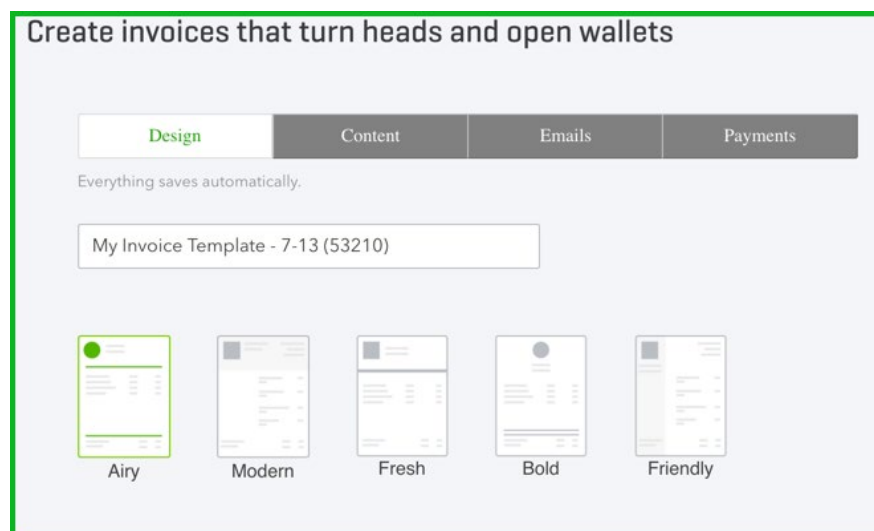 Create invoices that turn heads and open wallets
Design Content Emails Payments
Everything saves automatically.
My Invoice Template - 7-13 (53210)
Airy Modern Fresh Bold Friendly